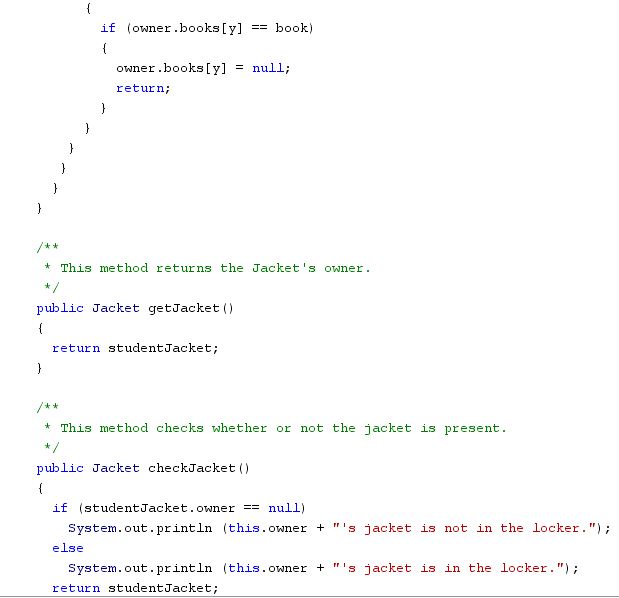 {
if (owner.books[y] == book)
{
owner.books[y] = null;
return;
}
}
}
}
}
}
/**
* This method returns the Jacket's owner.
*/
public Jacket getJacket()
{
return studentJacket;
}
/**
* This method checks whether or not the jacket is present.
*/
public Jacket checkJacket()
{
if (studentJacket.owner == null)
System.out.println (this.owner + "'s jacket is not in the locker.");
else
System.out.println (this.owner + "'s jacket is in the locker.");
return studentJacket;